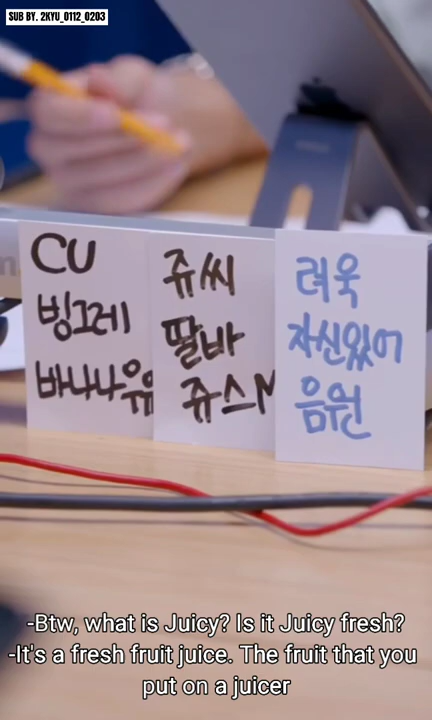 SUB BY. 2KYU_0112_0203
CU
빙그레
바나나유
쥬씨
딸바
쥬스M
려욱
자신있어
음원
-Btw, what is Juicy? Is it Juicy fresh?
-It's a fresh fruit juice. The fruit that you
put on a juicer